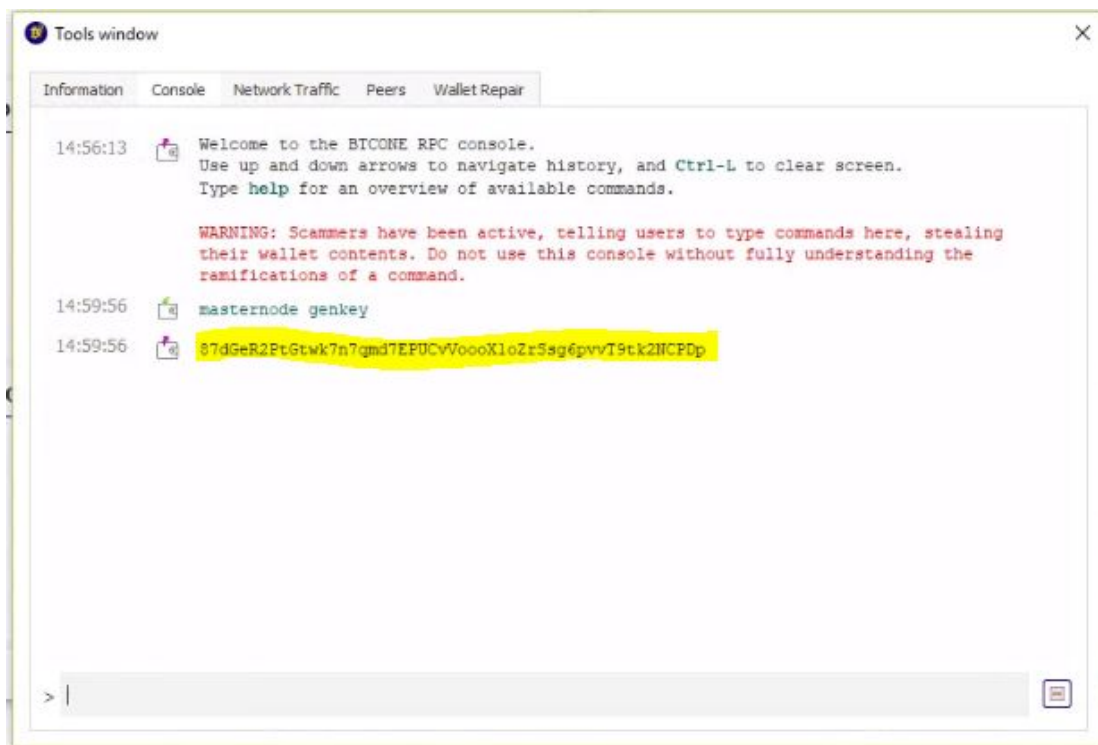 Tools window
Information Console Network Traffic Peers Wallet Repair
14:56:13 Welcome to the BTCONE RPC console.
Use up and down arrows to navigate history, and Ctrl-L to clear screen.
Type help for an overview of available commands.
WARNING: Scammers have been active, telling users to type commands here, stealing
their wallet contents. Do not use this console without fully understanding the
ramifications of a command.
14:59:56 masternode genkey
14:59:56
>